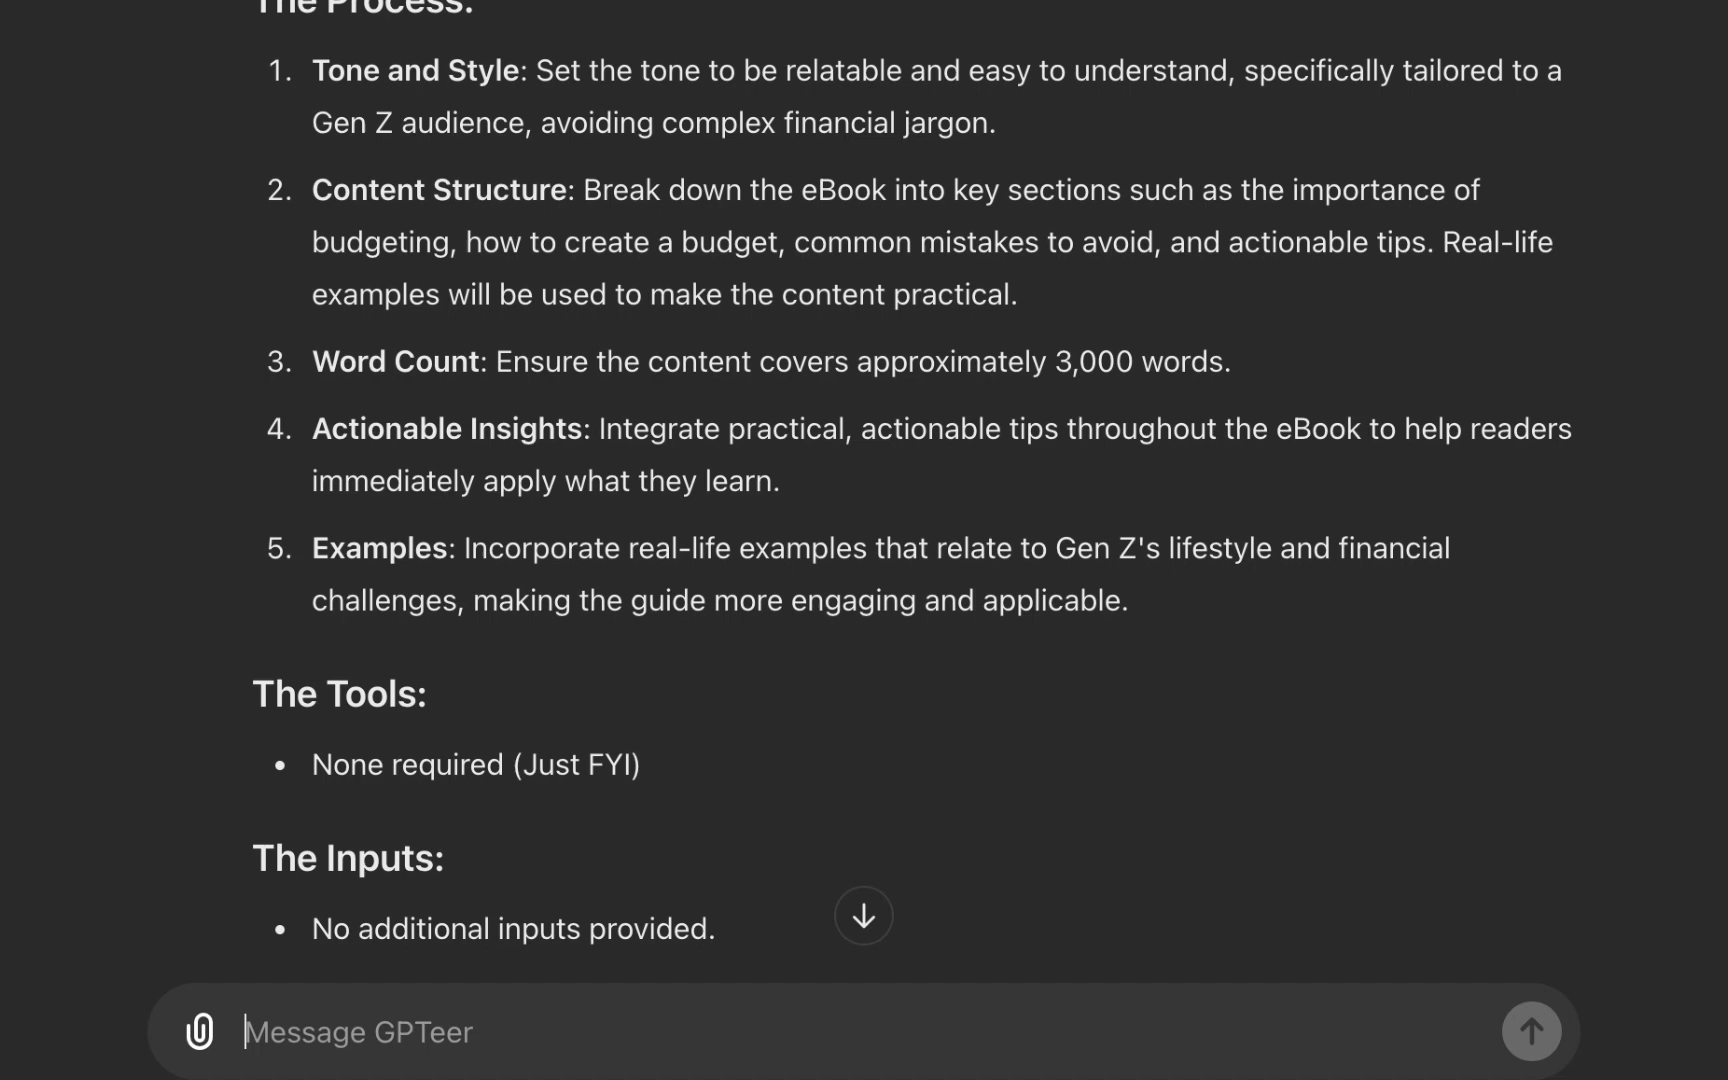 The Process:
1. Tone and Style: Set the tone to be relatable and easy to understand, specifically tailored to a
Gen Z audience, avoiding complex financial jargon.
2. Content Structure: Break down the eBook into key sections such as the importance of
budgeting, how to create a budget, common mistakes to avoid, and actionable tips. Real-life
examples will be used to make the content practical.
3. Word Count: Ensure the content covers approximately 3,000 words.
4. Actionable Insights: Integrate practical, actionable tips throughout the eBook to help readers
immediately apply what they learn.
5. Examples: Incorporate real-life examples that relate to Gen Z's lifestyle and financial
challenges, making the guide more engaging and applicable.
The Tools:
• None required (Just FYI)
The Inputs:
• No additional inputs provided.
Message GPTeer